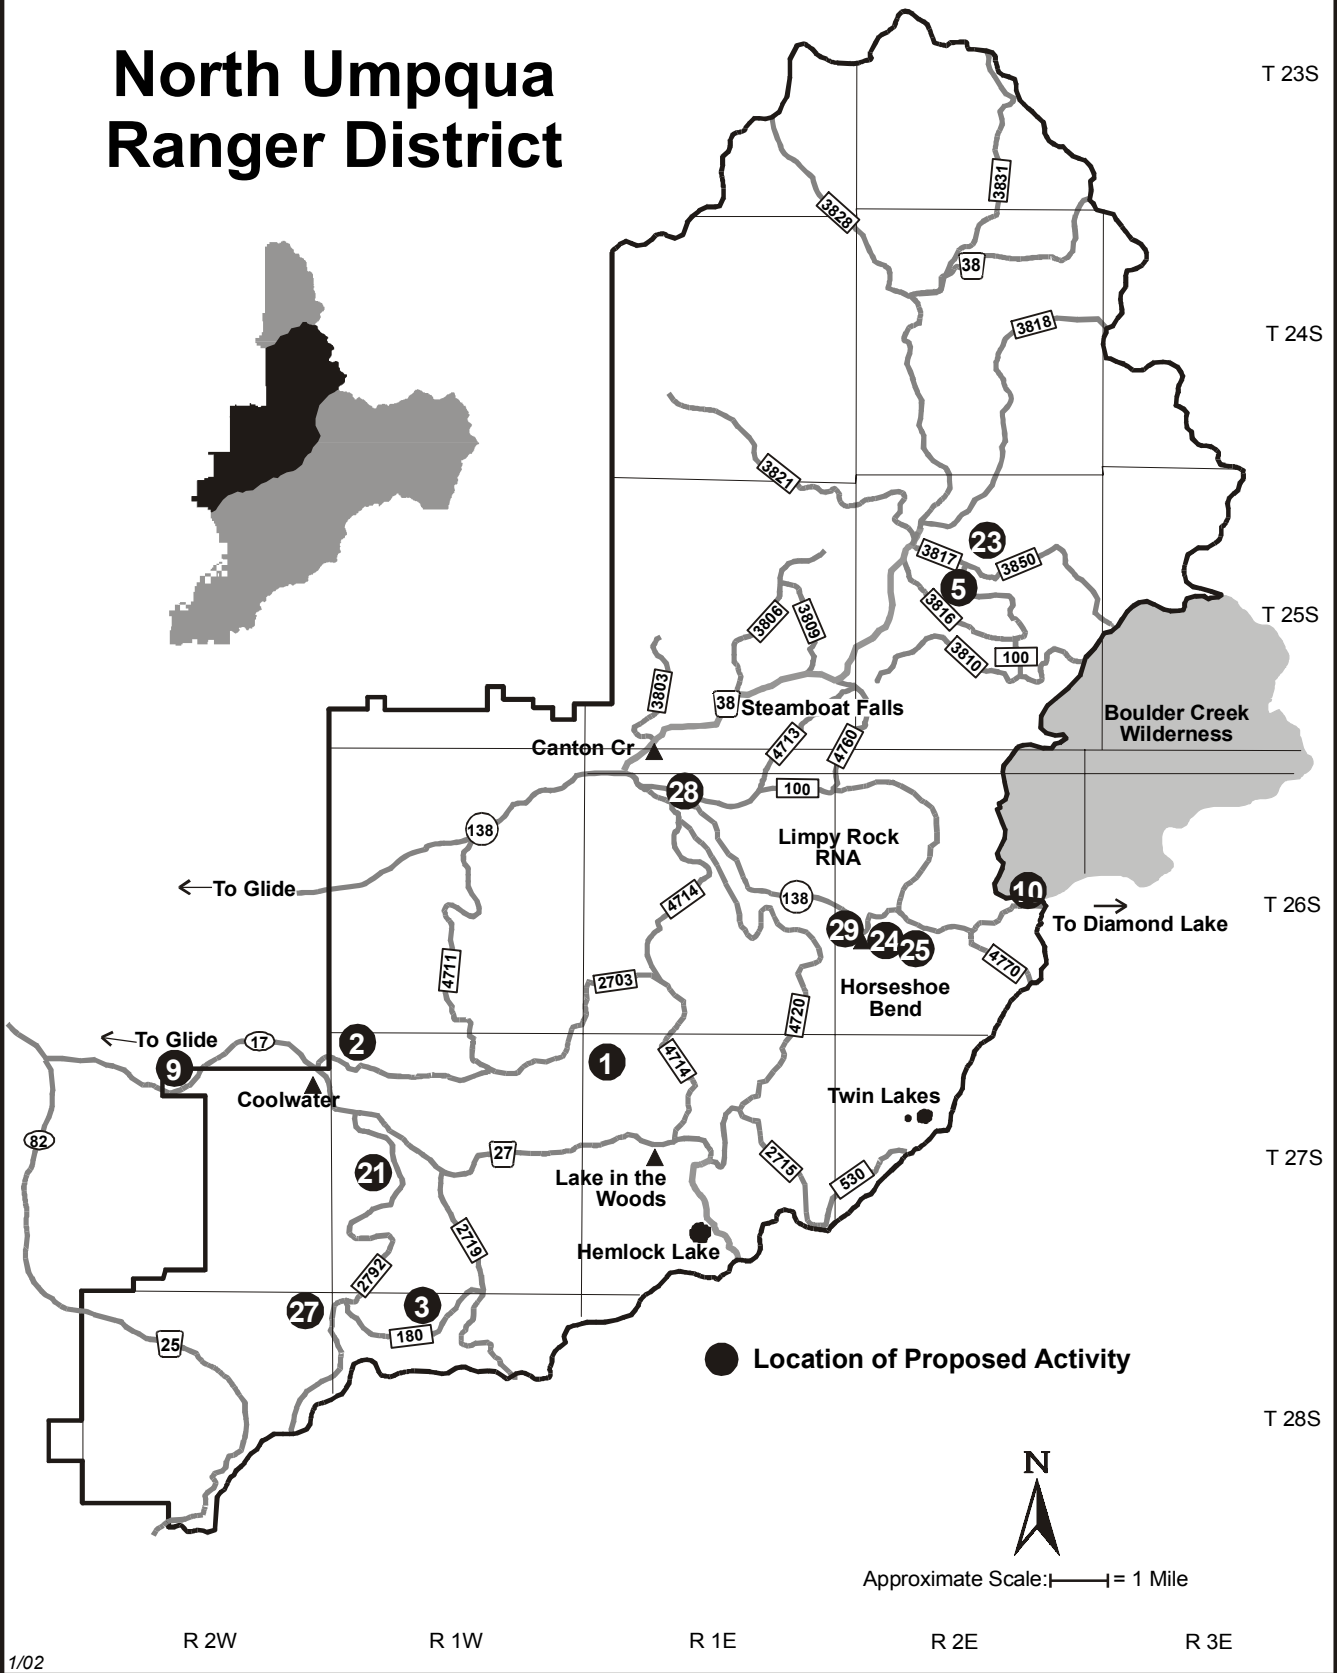 North Umpqua
Ranger District
T 23S
3831
3828
38
3818
T 24S
3821
23
3817
3850
5
3816
T 25S
3806
3809
3810
100
3803
38
Steamboat Falls
Boulder Creek
Wilderness
Canton Cr
4713
4760
28
100
138
Limpy Rock
RNA
To Glide
4714
138
10
T 26S
To Diamond Lake
29
24
25
4711
4770
2703
Horseshoe
Bend
4720
To Glide
17
2
9
1
4714
Coolwater
Twin Lakes
82
27
21
Lake in the
Woods
2715
530
T 27S
2719
Hemlock Lake
2792
27
3
180
25
Location of Proposed Activity
T 28S
N
Approximate Scale: = 1 Mile
R 2W
R 1W
R 1E
R 2E
R 3E
1/02